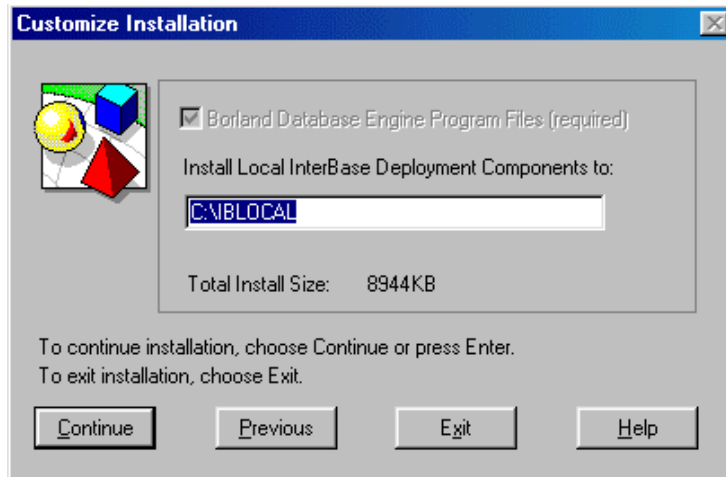 Customize Installation
Borland Database Engine Program Files (required)
Install Local InterBase Deployment Components to:
C:\IBLOCAL
Total Install Size: 8944KB
To continue installation, choose Continue or press Enter.
To exit installation, choose Exit.
Continue Previous Exit Help